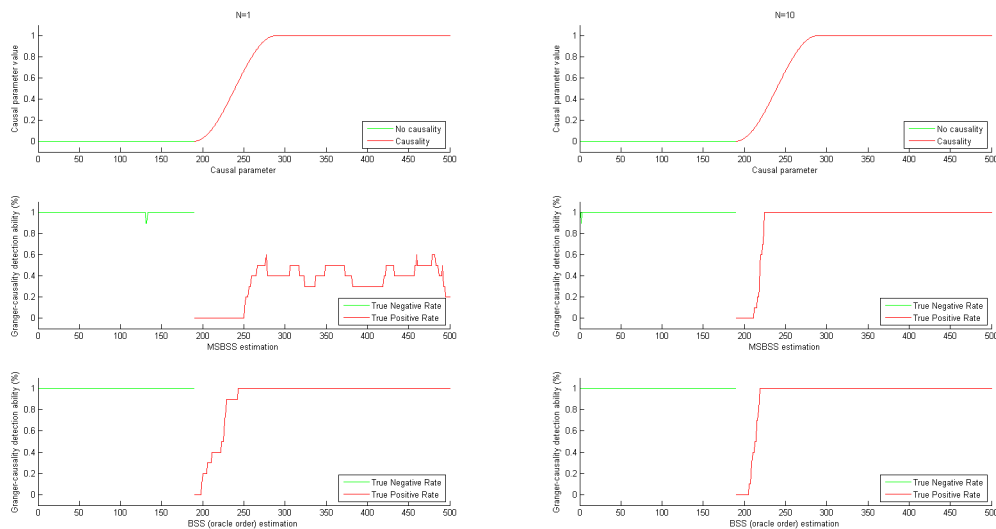 N=1
Causal parameter value
1
0.8
0.6
0.4
0.2
0
0 50 100 150 200 250 300 350 400 450 500
No causality
Causality
Causal parameter
N=10
Causal parameter value
1
0.8
0.6
0.4
0.2
0
0 50 100 150 200 250 300 350 400 450 500
No causality
Causality
Causal parameter
Granger-causality detection ability (%)
1
0.8
0.6
0.4
0.2
0
0 50 100 150 200 250 300 350 400 450 500
True Negative Rate
True Positive Rate
MSBSS estimation
Granger-causality detection ability (%)
1
0.8
0.6
0.4
0.2
0
0 50 100 150 200 250 300 350 400 450 500
True Negative Rate
True Positive Rate
MSBSS estimation
Granger-causality detection ability (%)
1
0.8
0.6
0.4
0.2
0
0 50 100 150 200 250 300 350 400 450 500
True Negative Rate
True Positive Rate
BSS (oracle order) estimation
Granger-causality detection ability (%)
1
0.8
0.6
0.4
0.2
0
0 50 100 150 200 250 300 350 400 450 500
True Negative Rate
True Positive Rate
BSS (oracle order) estimation